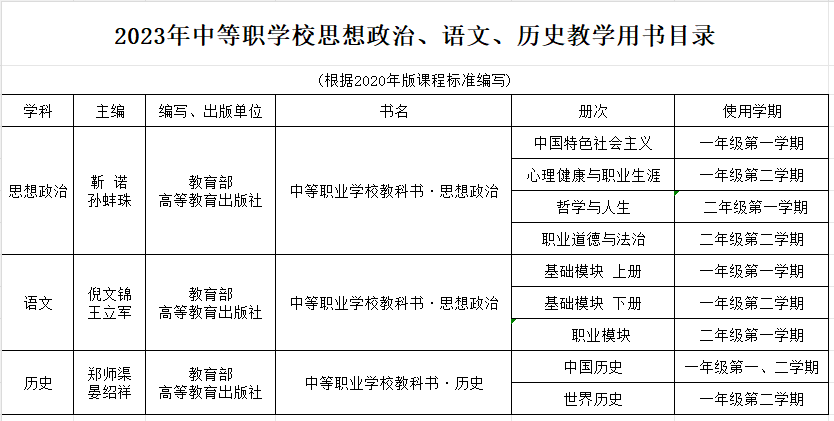 2023年中等职学校思想政治、语文、历史教学用书目录
(根据2020年版课程标准编写)
学科 主编 编写、出版单位 书名 册次 使用学期
思想政治 靳 诺 孙蚌珠 教育部 高等教育出版社 中等职业学校教科书·思想政治 中国特色社会主义 一年级第一学期
心理健康与职业生涯 一年级第二学期
哲学与人生 二年级第一学期
职业道德与法治 二年级第二学期
语文 倪文锦 王立军 教育部 高等教育出版社 中等职业学校教科书·思想政治 基础模块 上册 一年级第一学期
基础模块 下册 一年级第二学期
职业模块 二年级第一学期
历史 郑师渠 晏绍祥 教育部 高等教育出版社 中等职业学校教科书·历史 中国历史 一年级第一、二学期
世界历史 一年级第二学期